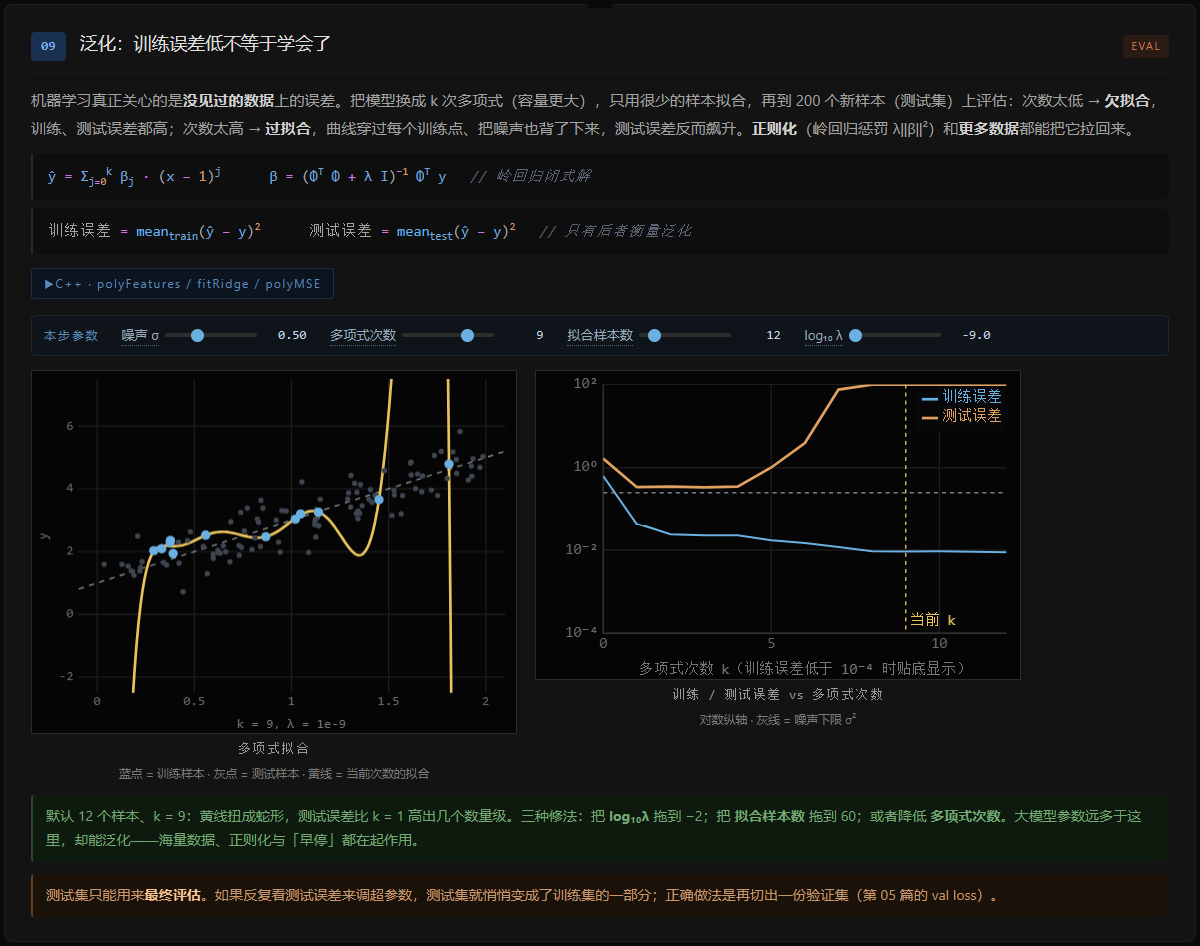 09 泛化：训练误差低不等于学会了 EVAL
机器学习真正关心的是没见过的数据上的误差。把模型换成 k 次多项式（容量更大），只用很少的样本拟合，再到 200 个新样本（测试集）上评估：次数太低 → 欠拟合，
训练、测试误差都高；次数太高 → 过拟合，曲线穿过每个训练点、把噪声也背了下来，测试误差反而飙升。正则化（岭回归惩罚 λ‖β‖²）和更多数据都能把它拉回来。
ŷ = Σⱼ₌₀ᵏ βⱼ · (x − 1)ʲ β = (Φᵀ Φ + λ I)⁻¹ Φᵀ y // 岭回归闭式解
训练误差 = mean_train(ŷ − y)² 测试误差 = mean_test(ŷ − y)² // 只有后者衡量泛化
▶C++ · polyFeatures / fitRidge / polyMSE
本步参数 噪声 σ 0.50 多项式次数 9 拟合样本数 12 log₁₀ λ -9.0
6
4
2
0
-2
y
0 0.5 1 1.5 2
k = 9, λ = 1e-9
多项式拟合
蓝点 = 训练样本 · 灰点 = 测试样本 · 黄线 = 当前次数的拟合
10²
10⁰
10⁻²
10⁻⁴
训练误差
测试误差
当前 k
0 5 10
多项式次数 k（训练误差低于 10⁻⁴ 时贴底显示）
训练 / 测试误差 vs 多项式次数
对数纵轴 · 灰线 = 噪声下限 σ²
默认 12 个样本、k = 9：黄线扭成蛇形，测试误差比 k = 1 高出几个数量级。三种修法：把 log₁₀λ 拖到 −2；把 拟合样本数 拖到 60；或者降低 多项式次数。大模型参数远多于这
里，却能泛化——海量数据、正则化与「早停」都在起作用。
测试集只能用来最终评估。如果反复看测试误差来调超参数，测试集就悄悄变成了训练集的一部分；正确做法是再切出一份验证集（第 05 篇的 val loss）。